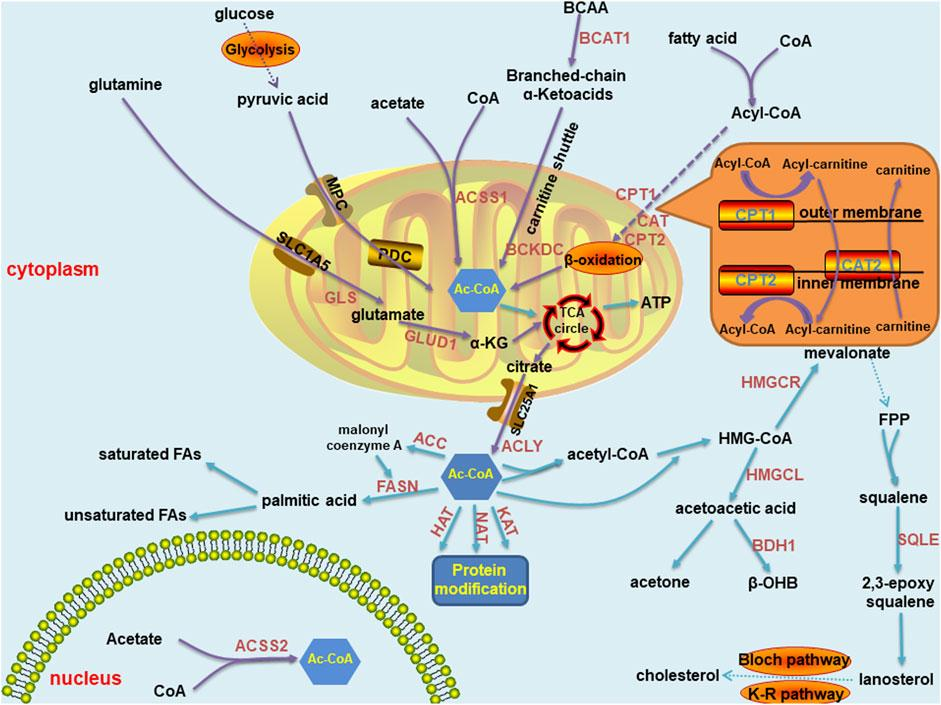 glucose
Glycolysis
pyruvic acid
glutamine
acetate
CoA
BCAA
BCAT1
Branched-chain
α-Ketoacids
fatty acid
CoA
Acyl-CoA
carnitine shuttle
MPC
SLC1A5
PDC
ACSS1
BCKDC
CPT1
CAT
CPT2
β-oxidation
Ac-CoA
GLS
glutamate
GLUD1
α-KG
TCA
circle
ATP
citrate
SLC25A1
cytoplasm
Acyl-CoA
Acyl-carnitine
carnitine
CPT1
outer membrane
CPT2
CAT2
inner membrane
Acyl-CoA
Acyl-carnitine
carnitine
mevalonate
HMGCR
FPP
malonyl
coenzyme A
ACC
ACLY
Ac-CoA
FASN
acetyl-CoA
HMG-CoA
HMGCL
saturated FAs
palmitic acid
unsaturated FAs
HAT
NAT
KAT
Protein
modification
acetoacetic acid
BDH1
acetone
β-OHB
squalene
SQLE
2,3-epoxy
squalene
lanosterol
Bloch pathway
K-R pathway
cholesterol
Acetate
ACSS2
CoA
Ac-CoA
nucleus